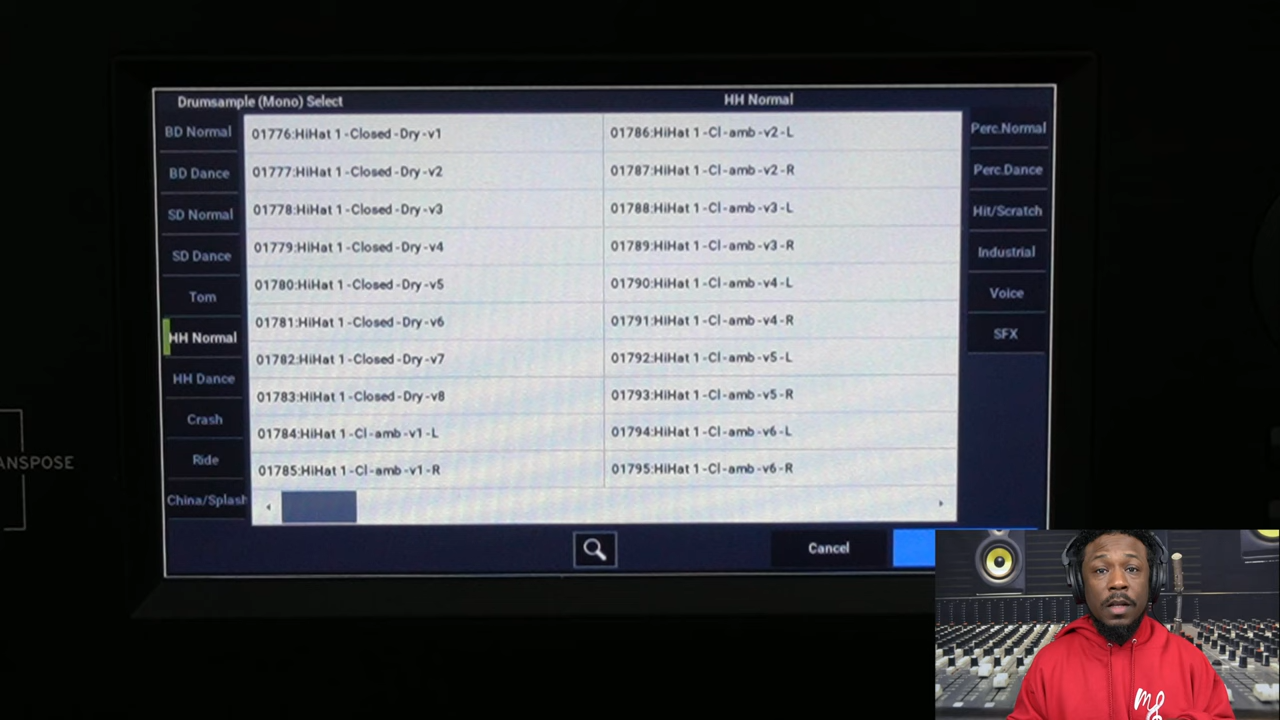 Drumsample (Mono) Select
HH Normal
BD Normal
BD Dance
SD Normal
SD Dance
Tom
HH Normal
HH Dance
Crash
Ride
China/Splash
01776:HiHat 1-Closed-Dry-v1
01777:HiHat 1-Closed-Dry-v2
01778:HiHat 1-Closed-Dry-v3
01779:HiHat 1-Closed-Dry-v4
01780:HiHat 1-Closed-Dry-v5
01781:HiHat 1-Closed-Dry-v6
01782:HiHat 1-Closed-Dry-v7
01783:HiHat 1-Closed-Dry-v8
01784:HiHat 1-Cl-amb-v1-L
01785:HiHat 1-Cl-amb-v1-R
01786:HiHat 1-Cl-amb-v2-L
01787:HiHat 1-Cl-amb-v2-R
01788:HiHat 1-Cl-amb-v3-L
01789:HiHat 1-Cl-amb-v3-R
01790:HiHat 1-Cl-amb-v4-L
01791:HiHat 1-Cl-amb-v4-R
01792:HiHat 1-Cl-amb-v5-L
01793:HiHat 1-Cl-amb-v5-R
01794:HiHat 1-Cl-amb-v6-L
01795:HiHat 1-Cl-amb-v6-R
Perc.Normal
Perc.Dance
Hit/Scratch
Industrial
Voice
SFX
Cancel
ANSPOSE